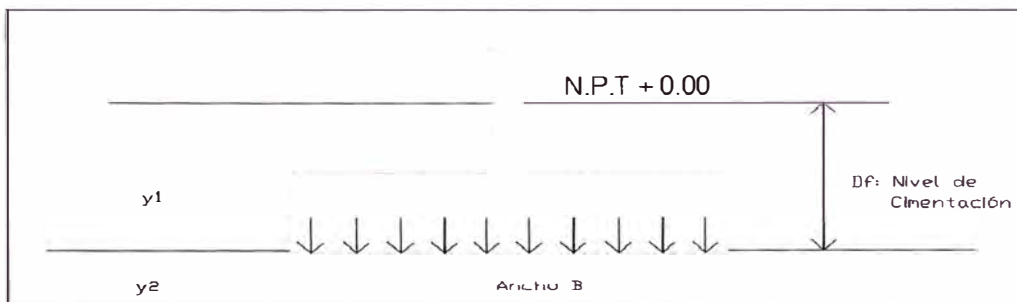 N.P.T + 0.00
y1
Df: Nivel de
Cimentación
y2
Ancho B